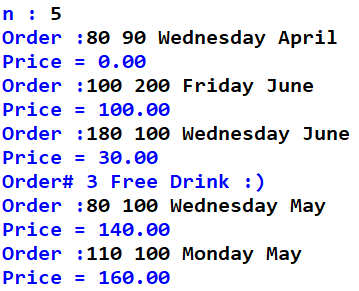 n : 5
Order :80 90 Wednesday April
Price = 0.00
Order :100 200 Friday June
Price = 100.00
Order :180 100 Wednesday June
Price = 30.00
Order# 3 Free Drink :)
Order :80 100 Wednesday May
Price = 140.00
Order :110 100 Monday May
Price = 160.00